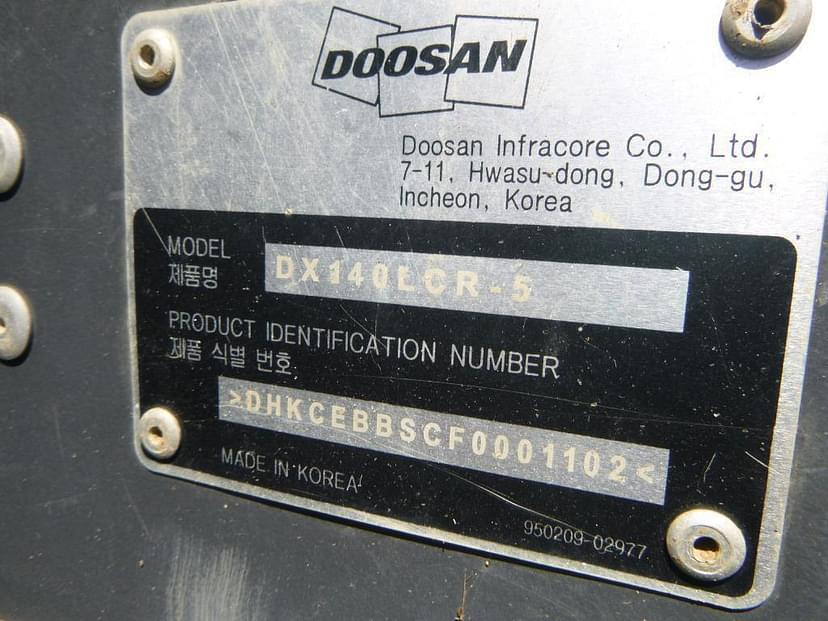 DOOSAN
Doosan Infracore Co., Ltd.
7-11, Hwasu-dong, Dong-gu,
Incheon, Korea
MODEL
제품명
DX140LCR-5
PRODUCT IDENTIFICATION NUMBER
제품 식별 번호
>DHKCEBBSCF0001102<
MADE IN KOREA
950209-02977